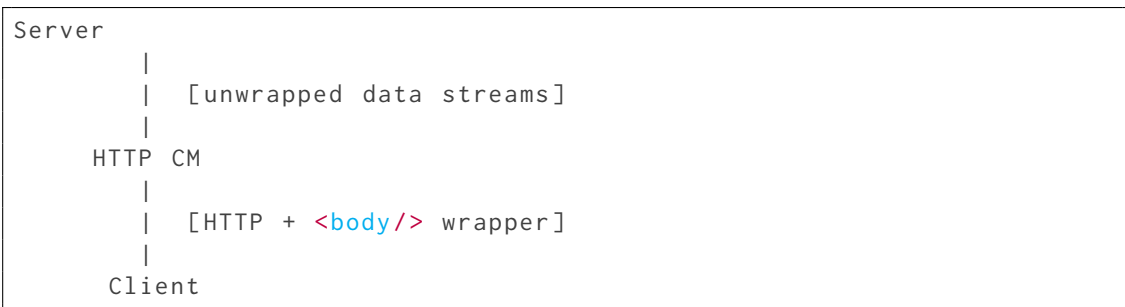 Server
|
| [unwrapped data streams]
|
HTTP CM
|
| [HTTP + <body/> wrapper]
|
Client